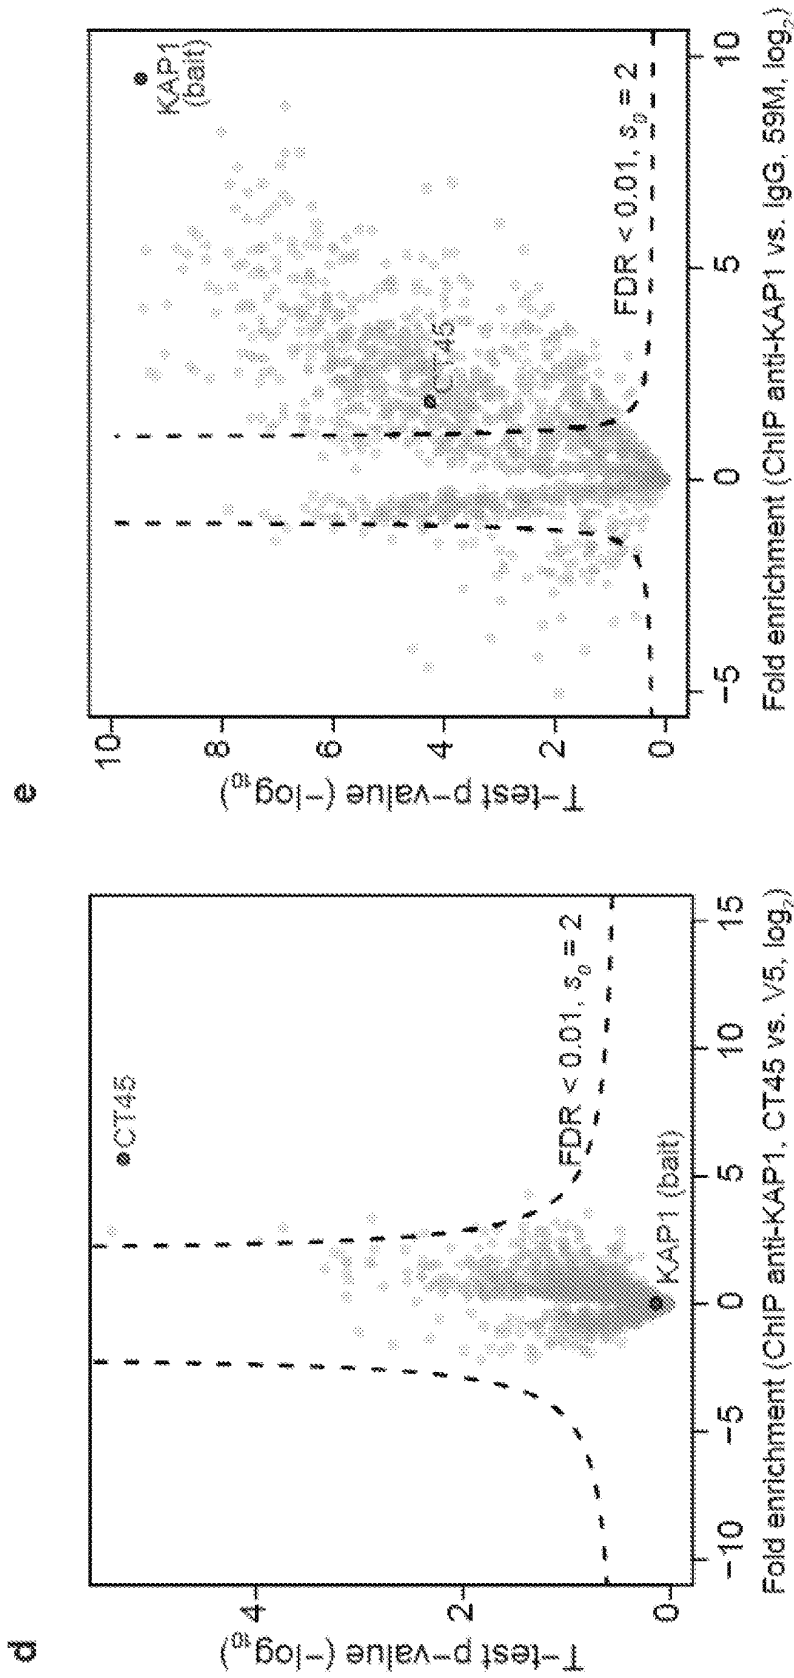 d
T-test p-value (-log₁₀)
4
2
0
CT45
FDR < 0.01, s₀ = 2
KAP1 (bait)
-10
-5
0
5
10
15
Fold enrichment (ChIP anti-KAP1, CT45 vs. V5, log₂)
e
T-test p-value (-log₁₀)
10
8
6
4
2
0
KAP1
(bait)
CT45
FDR < 0.01, s₀ = 2
-5
0
5
10
Fold enrichment (ChIP anti-KAP1 vs. IgG, 59M, log₂)